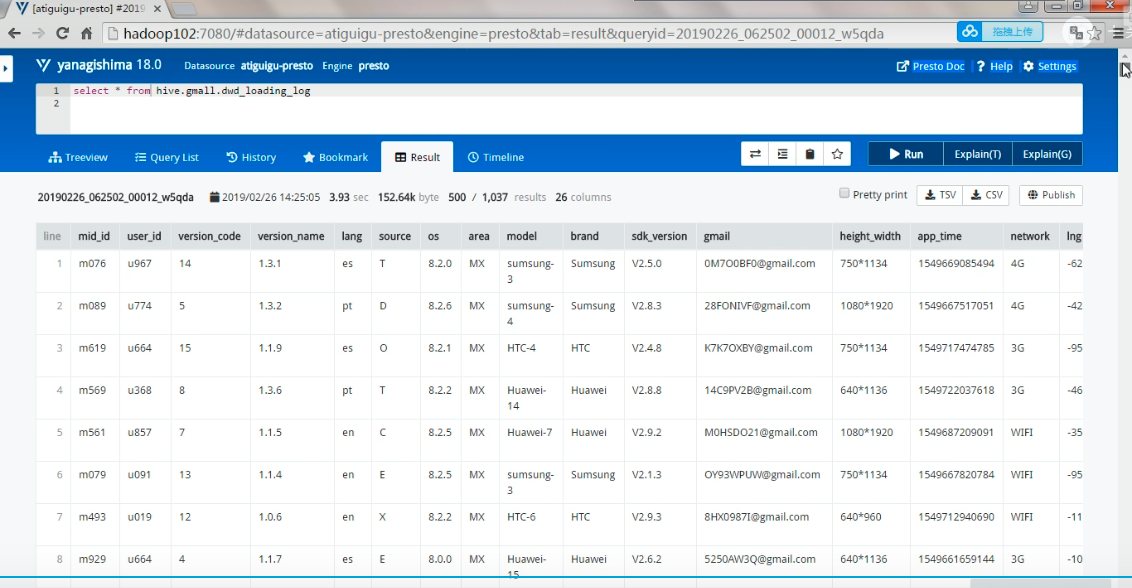 [atiguigu-presto] #2019
hadoop102:7080/#datasource=atiguigu-presto&engine=presto&tab=result&queryid=20190226_062502_00012_w5qda
拖拽上传
yanagishima 18.0 Datasource atiguigu-presto Engine presto Presto Doc ? Help Settings
1 select * from hive.gmall.dwd_loading_log
2
Treeview Query List History Bookmark Result Timeline Run Explain(T) Explain(G)
20190226_062502_00012_w5qda 2019/02/26 14:25:05 3.93 sec 152.64k byte 500 / 1,037 results 26 columns Pretty print TSV CSV Publish
line mid_id user_id version_code version_name lang source os area model brand sdk_version gmail height_width app_time network lng
1 m076 u967 14 1.3.1 es T 8.2.0 MX sumsung-3 Sumsung V2.5.0 0M7O0BF0@gmail.com 750*1134 1549669085494 4G -62
2 m089 u774 5 1.3.2 pt D 8.2.6 MX sumsung-4 Sumsung V2.8.3 28FONIVF@gmail.com 1080*1920 1549667517051 4G -42
3 m619 u664 15 1.1.9 es O 8.2.1 MX HTC-4 HTC V2.4.8 K7K7OXBY@gmail.com 750*1134 1549717474785 3G -95
4 m569 u368 8 1.3.6 pt T 8.2.2 MX Huawei-14 Huawei V2.8.8 14C9PV2B@gmail.com 640*1136 1549722037618 3G -46
5 m561 u857 7 1.1.5 en C 8.2.5 MX Huawei-7 Huawei V2.9.2 M0HSDO21@gmail.com 1080*1920 1549687209091 WIFI -35
6 m079 u091 13 1.1.4 en E 8.2.5 MX sumsung-3 Sumsung V2.1.3 OY93WPUW@gmail.com 750*1134 1549667820784 WIFI -95
7 m493 u019 12 1.0.6 en X 8.2.2 MX HTC-6 HTC V2.9.3 8HX0987I@gmail.com 640*960 1549712940690 WIFI -11
8 m929 u664 4 1.1.7 es E 8.0.0 MX Huawei-15 Huawei V2.6.2 5250AW3Q@gmail.com 640*1136 1549661659144 3G -10